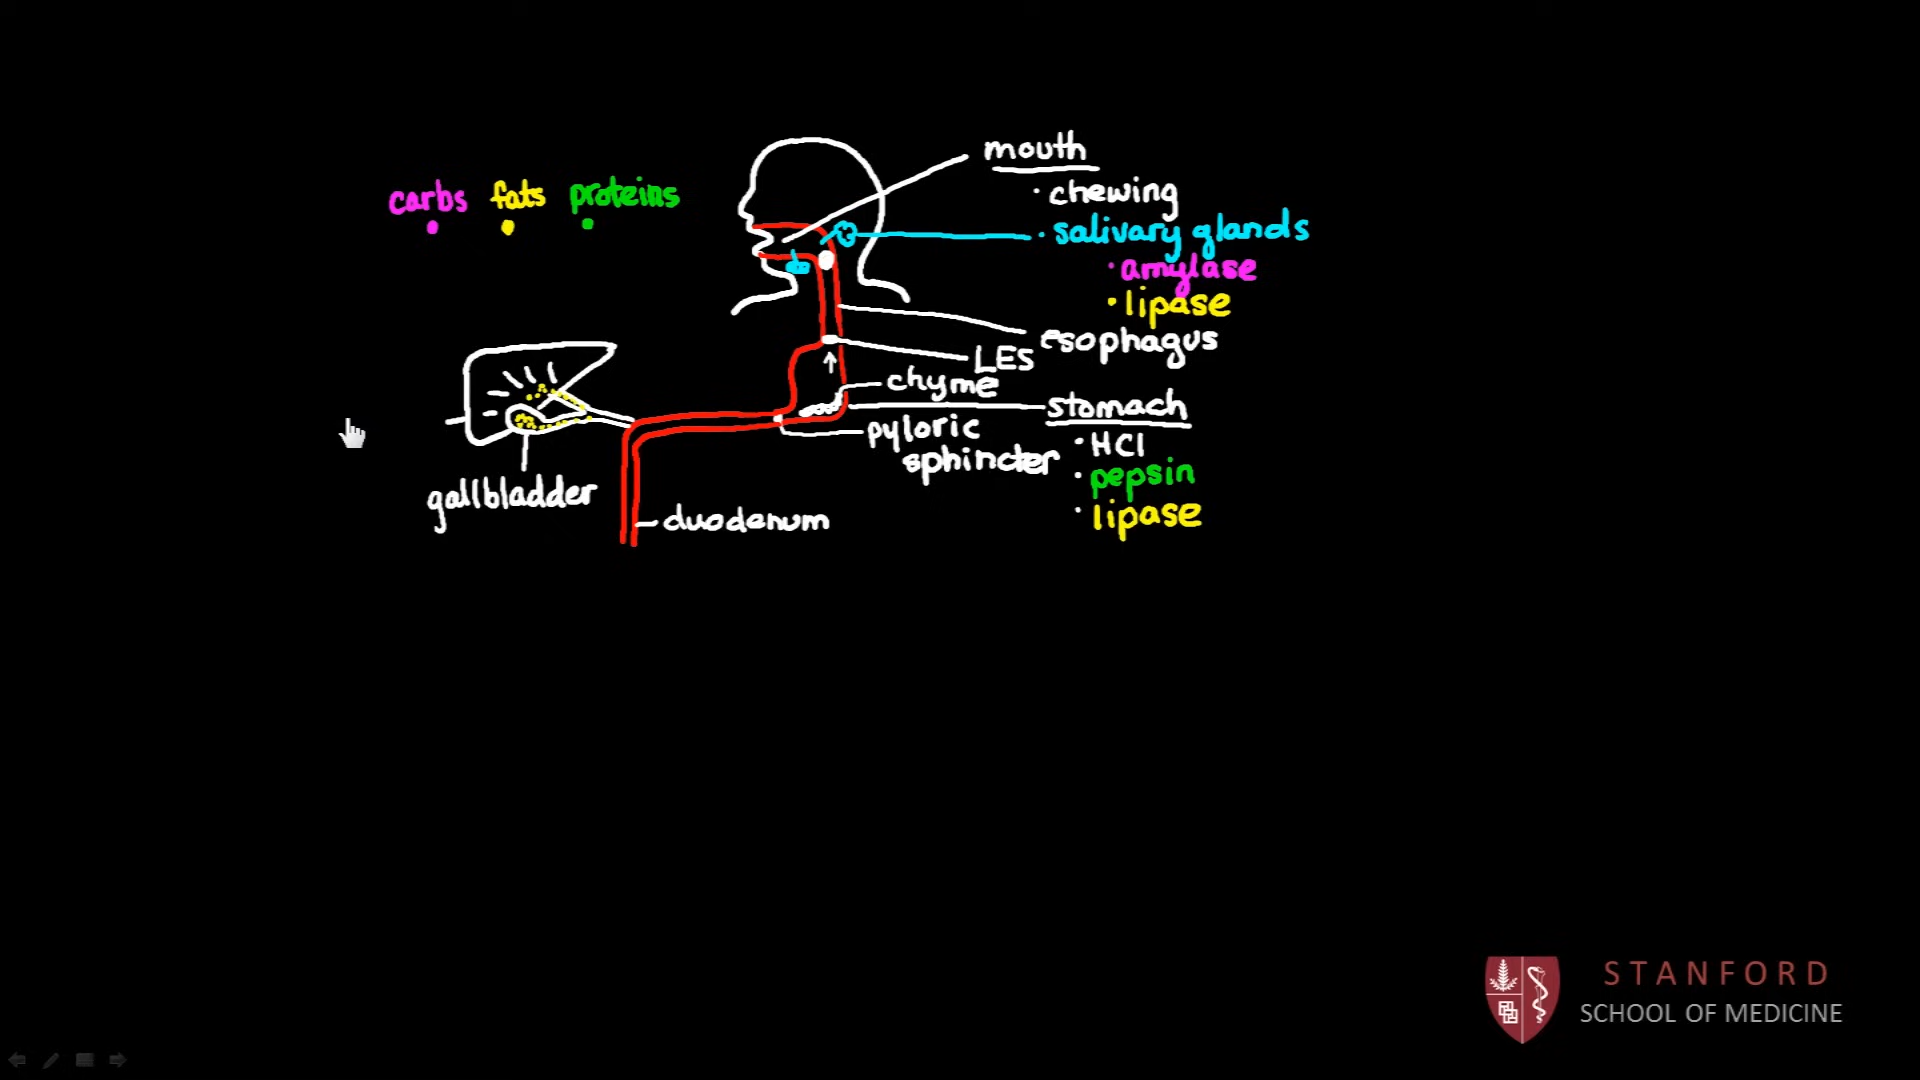 mouth
· chewing
carbs fats proteins
· salivary glands
· amylase
· lipase
esophagus
LES
chyme
stomach
pyloric
sphincter
· HCl
· pepsin
· lipase
gallbladder
duodenum
STANFORD
SCHOOL OF MEDICINE